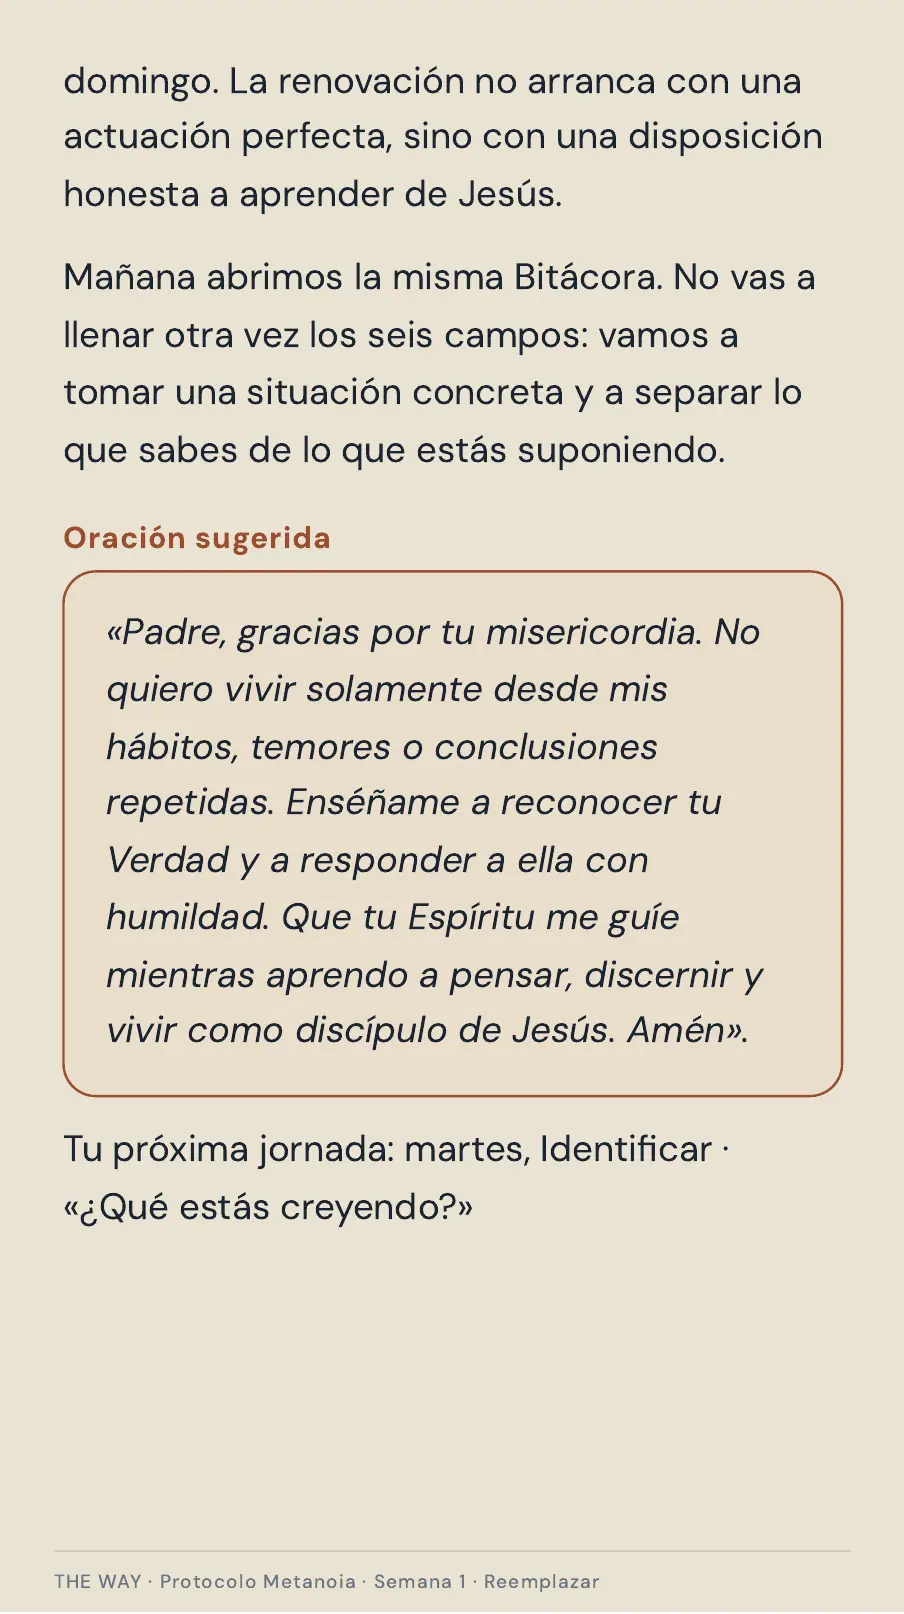 domingo. La renovación no arranca con una
actuación perfecta, sino con una disposición
honesta a aprender de Jesús.
Mañana abrimos la misma Bitácora. No vas a
llenar otra vez los seis campos: vamos a
tomar una situación concreta y a separar lo
que sabes de lo que estás suponiendo.
Oración sugerida
«Padre, gracias por tu misericordia. No
quiero vivir solamente desde mis
hábitos, temores o conclusiones
repetidas. Enséñame a reconocer tu
Verdad y a responder a ella con
humildad. Que tu Espíritu me guíe
mientras aprendo a pensar, discernir y
vivir como discípulo de Jesús. Amén».
Tu próxima jornada: martes, Identificar ·
«¿Qué estás creyendo?»
THE WAY · Protocolo Metanoia · Semana 1 · Reemplazar